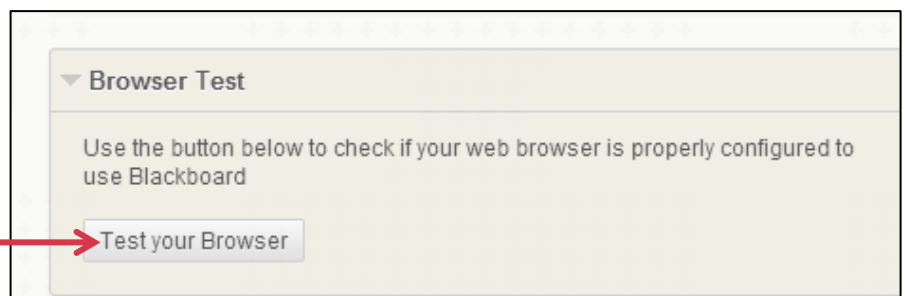 Browser Test
Use the button below to check if your web browser is properly configured to
use Blackboard
Test your Browser